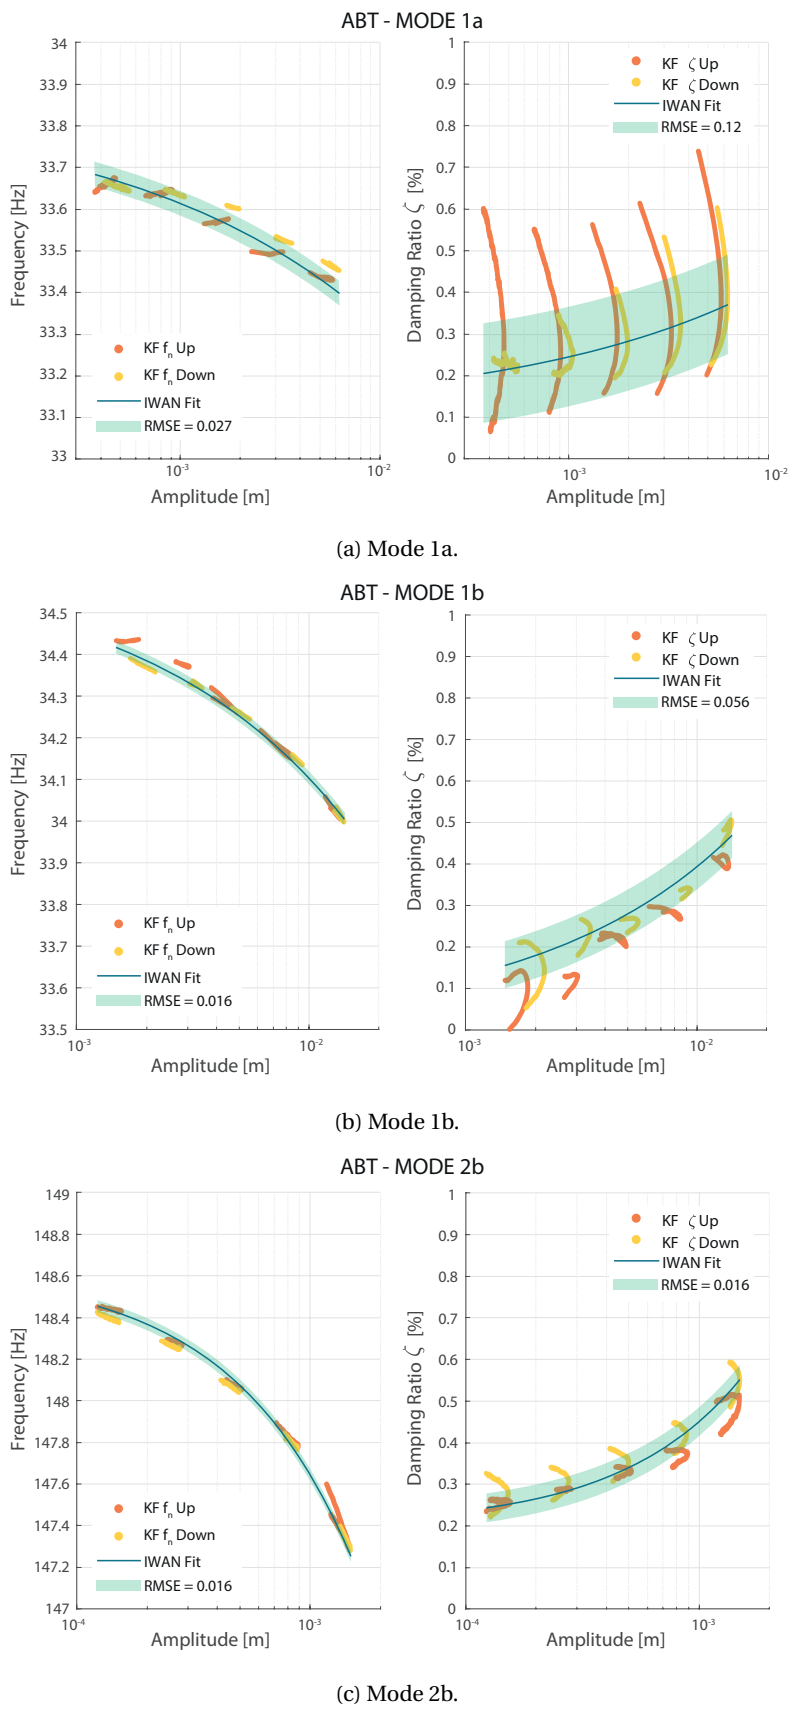 ABT - MODE 1a
34
33.9
33.8
33.7
33.6
33.5
33.4
33.3
33.2
33.1
33
Frequency [Hz]
KF fn Up
KF fn Down
IWAN Fit
RMSE = 0.027
10-3
10-2
Amplitude [m]
1
0.9
0.8
0.7
0.6
0.5
0.4
0.3
0.2
0.1
0
Damping Ratio ζ [%]
KF ζ Up
KF ζ Down
IWAN Fit
RMSE = 0.12
10-3
10-2
Amplitude [m]
(a) Mode 1a.
ABT - MODE 1b
34.5
34.4
34.3
34.2
34.1
34
33.9
33.8
33.7
33.6
33.5
Frequency [Hz]
KF fn Up
KF fn Down
IWAN Fit
RMSE = 0.016
10-3
10-2
Amplitude [m]
1
0.9
0.8
0.7
0.6
0.5
0.4
0.3
0.2
0.1
0
Damping Ratio ζ [%]
KF ζ Up
KF ζ Down
IWAN Fit
RMSE = 0.056
10-3
10-2
Amplitude [m]
(b) Mode 1b.
ABT - MODE 2b
149
148.8
148.6
148.4
148.2
148
147.8
147.6
147.4
147.2
147
Frequency [Hz]
KF fn Up
KF fn Down
IWAN Fit
RMSE = 0.016
10-4
10-3
Amplitude [m]
1
0.9
0.8
0.7
0.6
0.5
0.4
0.3
0.2
0.1
0
Damping Ratio ζ [%]
KF ζ Up
KF ζ Down
IWAN Fit
RMSE = 0.016
10-4
10-3
Amplitude [m]
(c) Mode 2b.